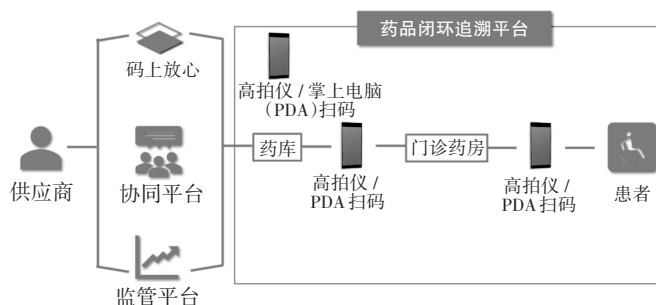 药品闭环追溯平台
码上放心
高拍仪 / 掌上电脑
(PDA)扫码
供应商
协同平台
药库
高拍仪 /
PDA 扫码
门诊药房
高拍仪 /
PDA 扫码
患者
监管平台